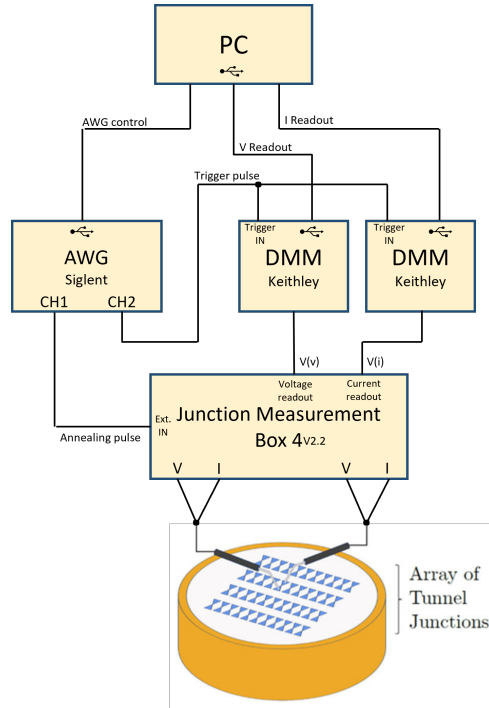 PC
AWG control
I Readout
V Readout
Trigger pulse
AWG
Siglent
CH1 CH2
Trigger
IN
DMM
Keithley
Trigger
IN
DMM
Keithley
V(v)
V(i)
Voltage
readout
Current
readout
Ext.
IN
Junction Measurement
Box 4V2.2
Annealing pulse
V I V I
Array of
Tunnel
Junctions